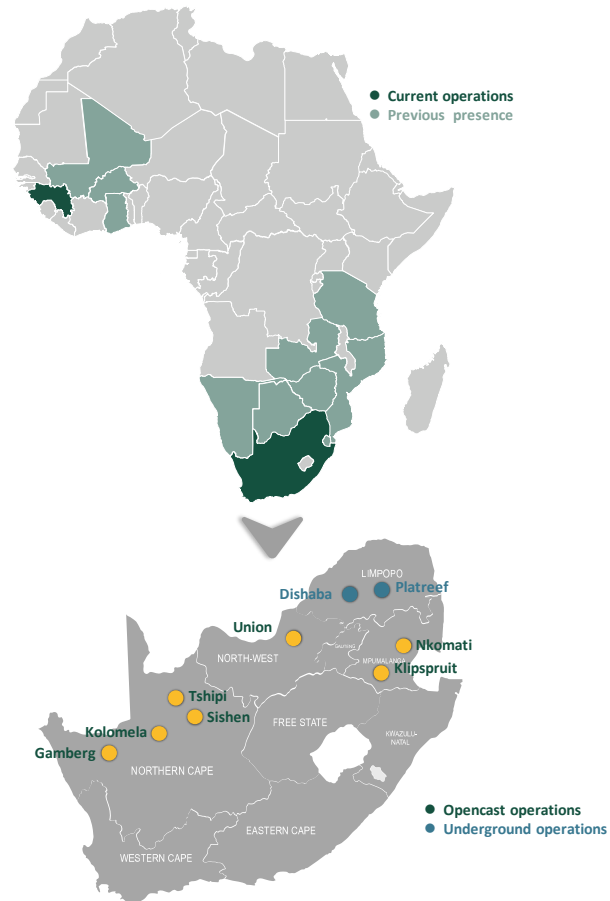 Current operations
Previous presence
LIMPOPO
Dishaba
Platreef
Union
Nkomati
NORTH-WEST
GAUTENG
MPUMALANGA
Klipspruit
Tshipi
Sishen
FREE STATE
Kolomela
KWAZULU-
NATAL
Gamberg
NORTHERN CAPE
Opencast operations
EASTERN CAPE
Underground operations
WESTERN CAPE